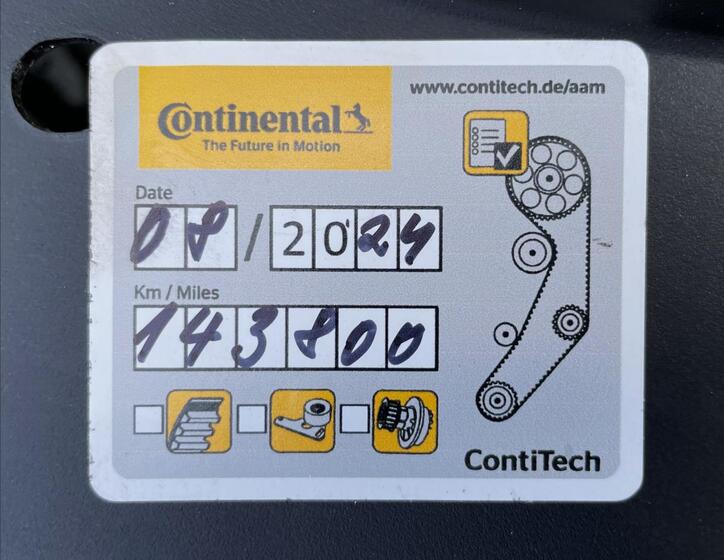 www.contitech.de/aam
Continental
The Future in Motion
Date
08/2024
Km / Miles
143800
ContiTech